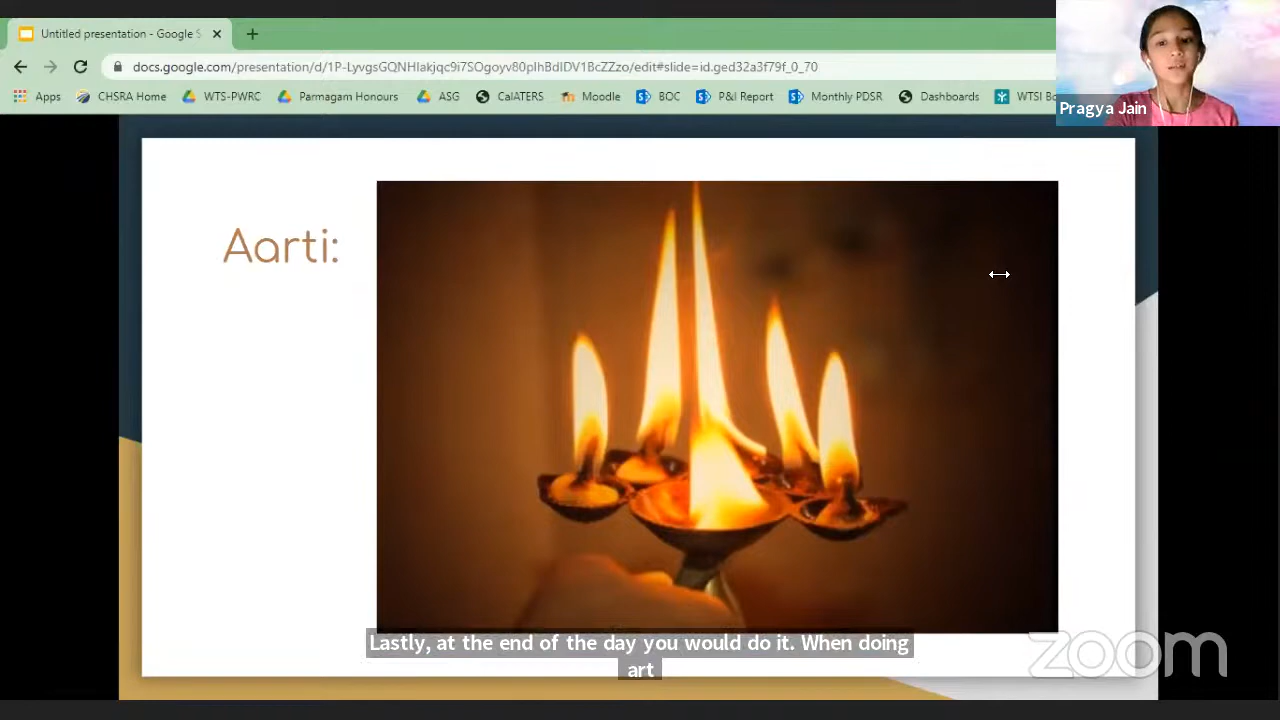 Untitled presentation - Google S
docs.google.com/presentation/d/1P-LyvgsGQNHlakjqc9i7SOgoyv80pIhBdIDV1BcZZzo/edit#slide=id.ged32a3f79f_0_70
Apps CHSRA Home WTS-PWRC Parmagam Honours ASG CalATERS Moodle BOC P&I Report Monthly PDSR Dashboards WTSI Bo
Pragya Jain
Aarti:
Lastly, at the end of the day you would do it. When doing
art
zoom